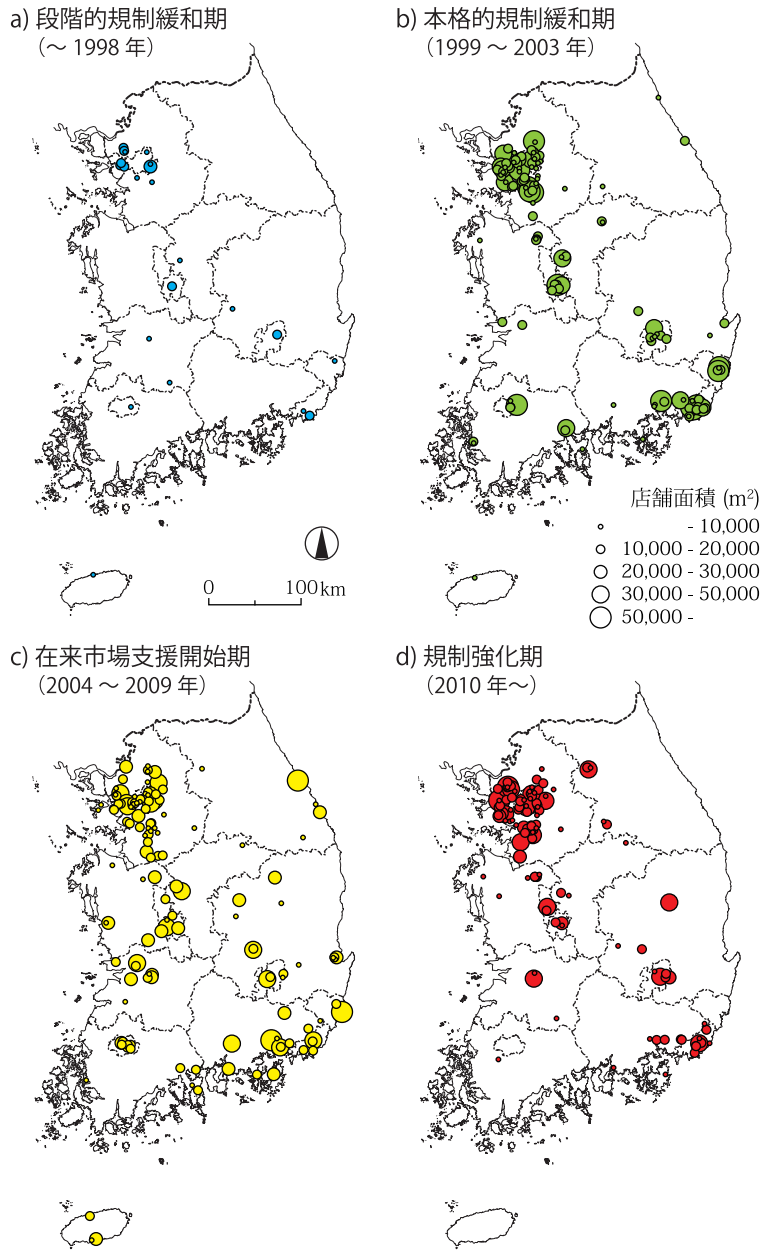 a) 段階的規制緩和期
（～ 1998 年）
b) 本格的規制緩和期
（1999 ～ 2003 年）
0 100km
店舗面積 (m²)
- 10,000
10,000 - 20,000
20,000 - 30,000
30,000 - 50,000
50,000 -
c) 在来市場支援開始期
（2004 ～ 2009 年）
d) 規制強化期
（2010 年～）